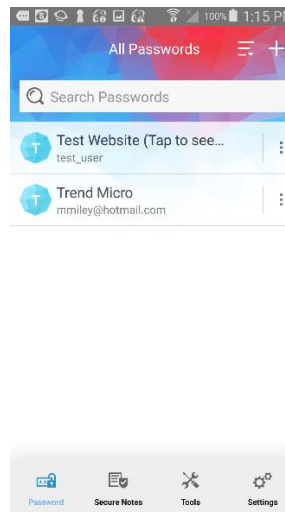 100% 1:15 P
All Passwords
Search Passwords
T
Test Website (Tap to see...
test_user
T
Trend Micro
mmiley@hotmail.com
Password Secure Notes Tools Settings